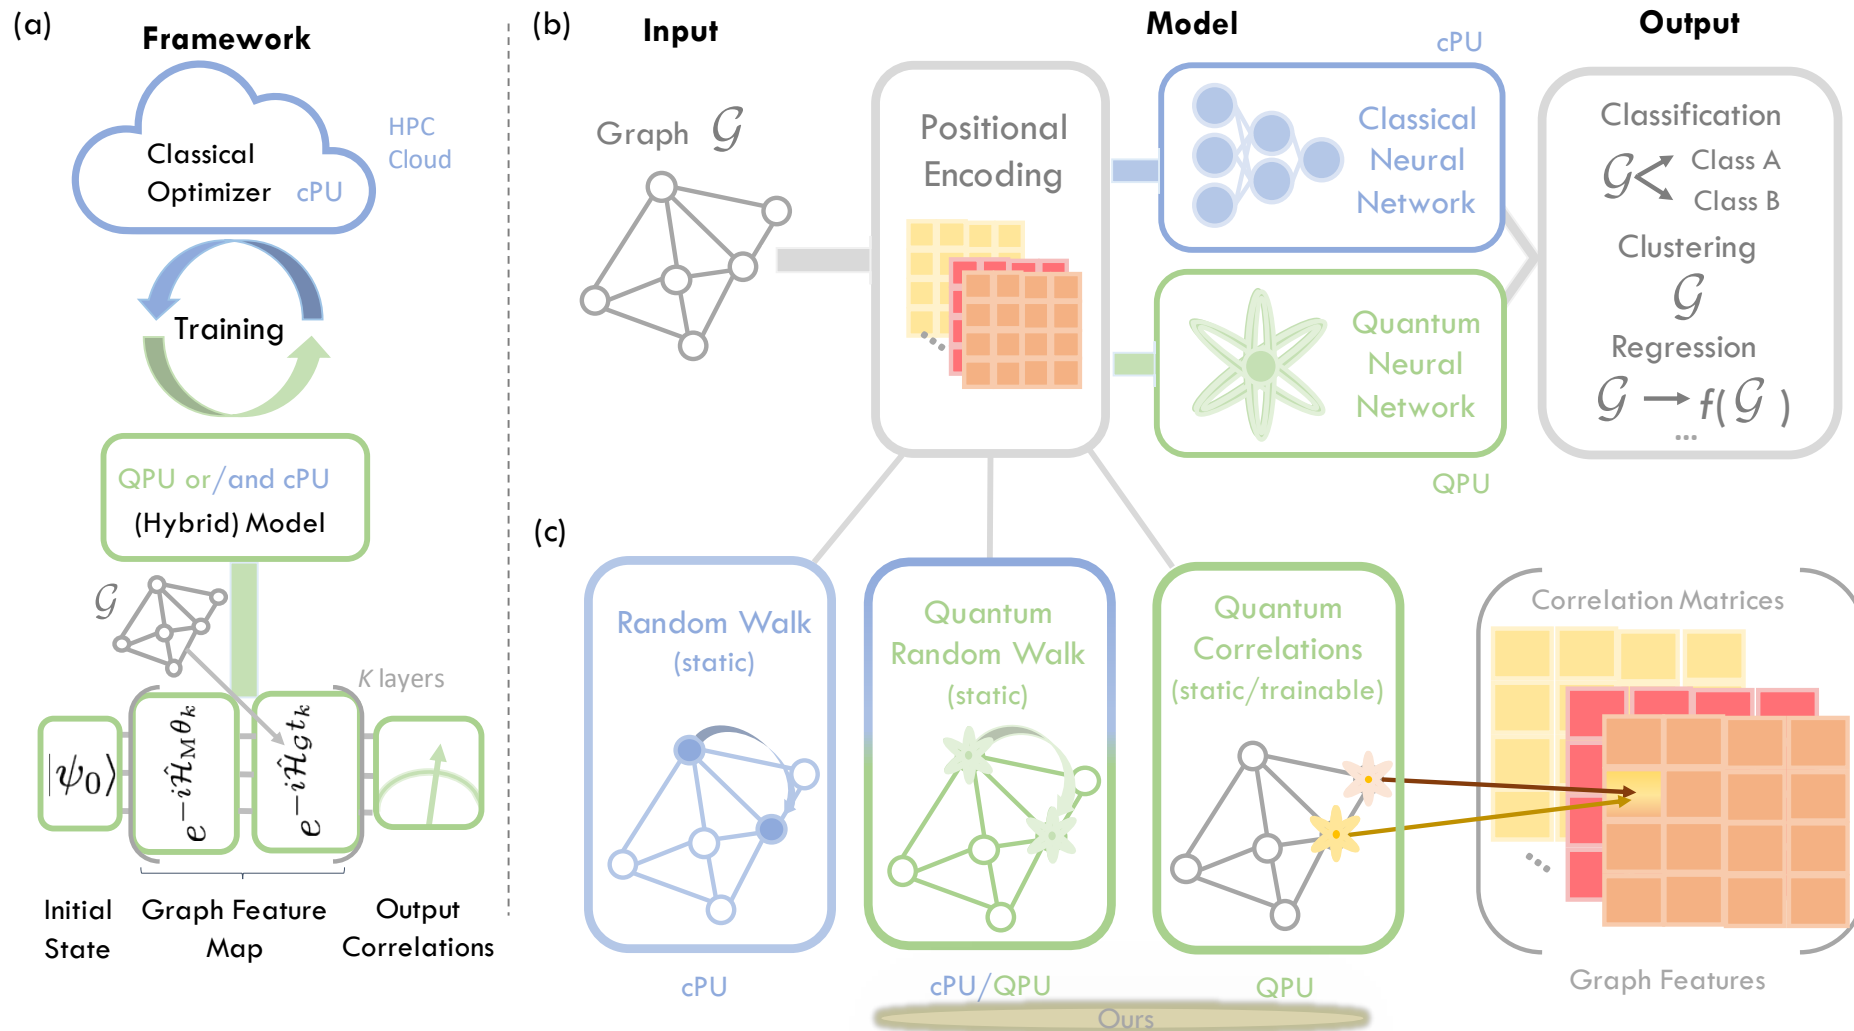 (a)
Framework
Classical
Optimizer
cPU
HPC
Cloud
Training
QPU or/and cPU
(Hybrid) Model
𝒢
K layers
|ψ₀⟩
e^{−iĤ_M θ_k}
e^{−iĤ_𝒢 t_k}
Initial
State
Graph Feature
Map
Output
Correlations
(b)
Input
Model
Output
Graph 𝒢
Positional
Encoding
cPU
Classical
Neural
Network
Quantum
Neural
Network
QPU
Classification
𝒢
Class A
Class B
Clustering
𝒢
Regression
𝒢 → f(𝒢)
...
(c)
Random Walk
(static)
cPU
Quantum
Random Walk
(static)
cPU/QPU
Quantum
Correlations
(static/trainable)
QPU
Ours
Correlation Matrices
Graph Features